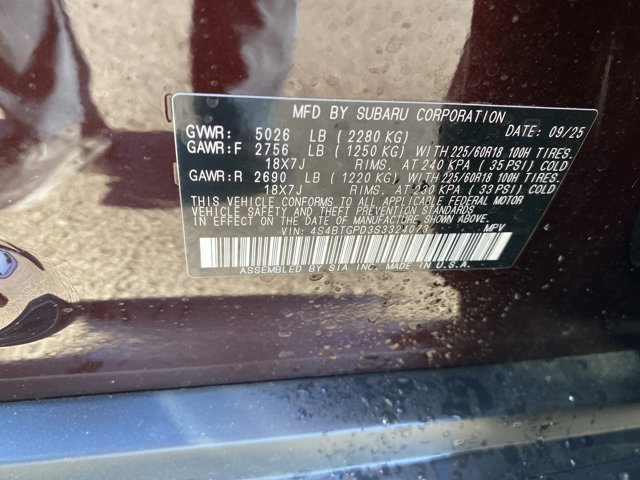 MFD BY SUBARU CORPORATION
GVWR: 5026 LB (2280 KG) DATE: 09/25
GAWR:F 2756 LB (1250 KG) WITH 225/60R18 100H TIRES.
18X7J RIMS. AT 240 KPA (35 PSI) COLD
GAWR:R 2690 LB (1220 KG) WITH 225/60R18 100H TIRES.
18X7J RIMS. AT 230 KPA (33 PSI) COLD
THIS VEHICLE CONFORMS TO ALL APPLICABLE FEDERAL MOTOR
VEHICLE SAFETY AND THEFT PREVENTION STANDARDS IN
EFFECT ON THE DATE OF MANUFACTURE SHOWN ABOVE.
VIN: 4S4BTGPD3S3324073 MPV
ASSEMBLED BY SIA INC. MADE IN U.S.A.